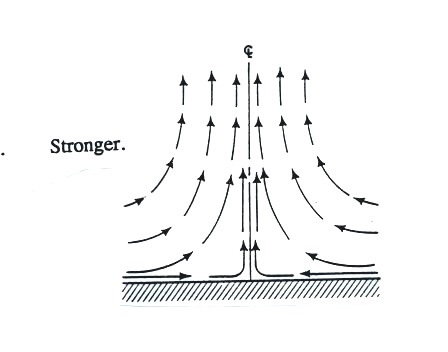 ℄
. Stronger.